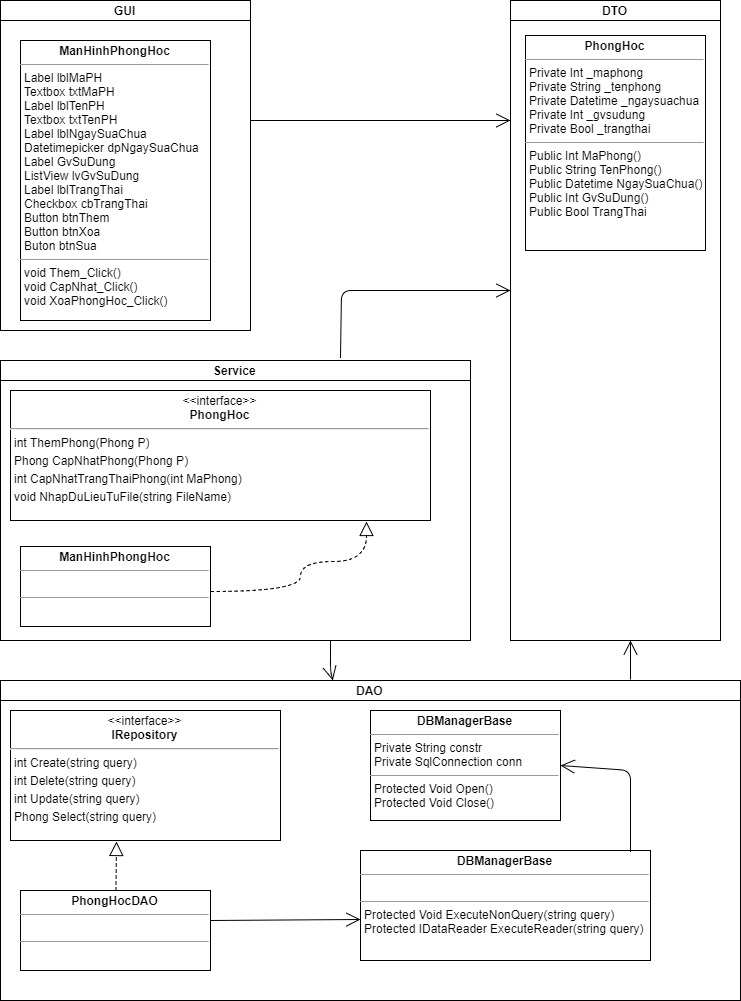 GUI
ManHinhPhongHoc
Label lblMaPH
Textbox txtMaPH
Label lblTenPH
Textbox txtTenPH
Label lblNgaySuaChua
Datetimepicker dpNgaySuaChua
Label GvSuDung
ListView lvGvSuDung
Label lblTrangThai
Checkbox cbTrangThai
Button btnThem
Button btnXoa
Buton btnSua
void Them_Click()
void CapNhat_Click()
void XoaPhongHoc_Click()
DTO
PhongHoc
Private Int _maphong
Private String _tenphong
Private Datetime _ngaysuachua
Private Int _gvsudung
Private Bool _trangthai
Public Int MaPhong()
Public String TenPhong()
Public Datetime NgaySuaChua()
Public Int GvSuDung()
Public Bool TrangThai
Service
<<interface>>
PhongHoc
int ThemPhong(Phong P)
Phong CapNhatPhong(Phong P)
int CapNhatTrangThaiPhong(int MaPhong)
void NhapDuLieuTuFile(string FileName)
ManHinhPhongHoc
DAO
<<interface>>
IRepository
int Create(string query)
int Delete(string query)
int Update(string query)
Phong Select(string query)
PhongHocDAO
DBManagerBase
Private String constr
Private SqlConnection conn
Protected Void Open()
Protected Void Close()
DBManagerBase
Protected Void ExecuteNonQuery(string query)
Protected IDataReader ExecuteReader(string query)